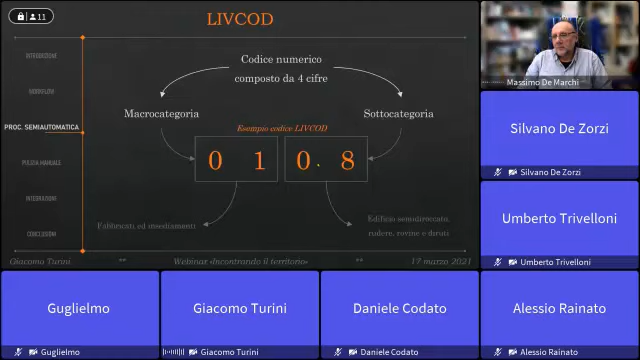 11
LIVCOD
INTRODUZIONE
WORKFLOW
PROC. SEMIAUTOMATICA
PULIZIA MANUALE
INTEGRAZIONI
CONCLUSIONI
Codice numerico
composto da 4 cifre
Macrocategoria
Sottocategoria
Esempio codice LIVCOD
0 1 0 8
Fabbricati ed insediamenti
Edificio semidiroccato,
rudere, rovine e diruti
Giacomo Turini,
Webinar «Incontrando il territorio»
17 marzo 2021
Massimo De Marchi
Silvano De Zorzi
Silvano De Zorzi
Umberto Trivelloni
Umberto Trivelloni
Guglielmo
Guglielmo
Giacomo Turini
Giacomo Turini
Daniele Codato
Daniele Codato
Alessio Rainato
Alessio Rainato